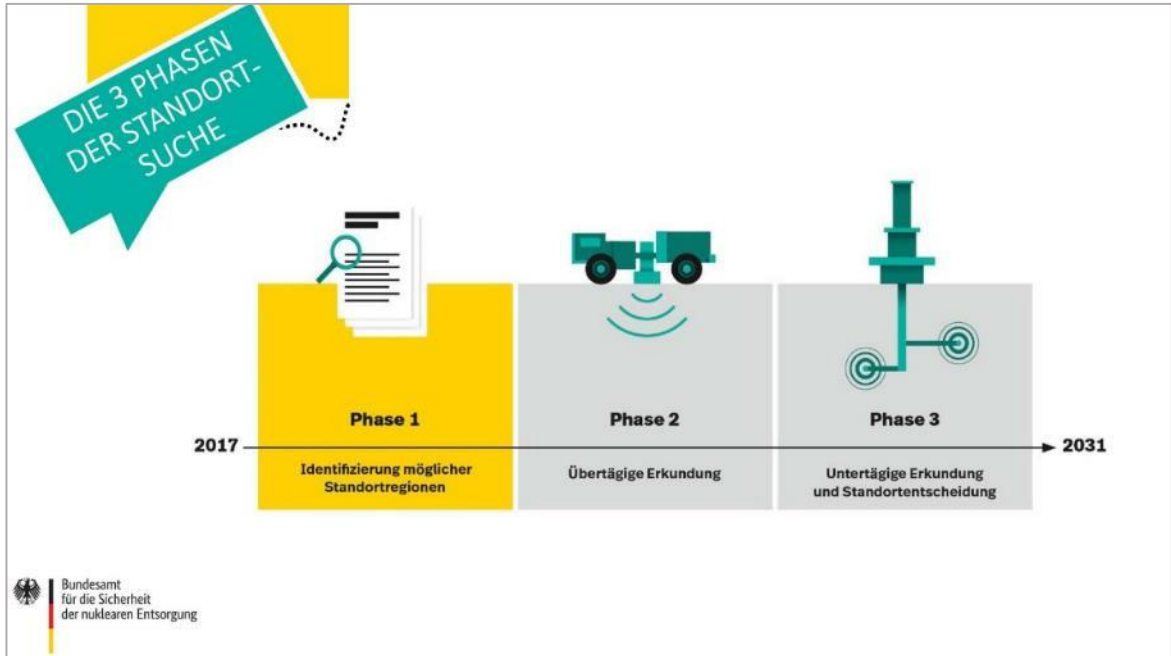 DIE 3 PHASEN
DER STANDORT-
SUCHE
Phase 1
Phase 2
Phase 3
2017
2031
Identifizierung möglicher
Standortregionen
Übertägige Erkundung
Untertägige Erkundung
und Standortentscheidung
Bundesamt
für die Sicherheit
der nuklearen Entsorgung